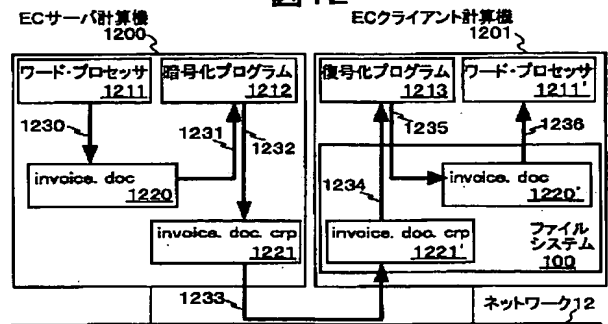 図12
ECサーバ計算機
1200
ワード・プロセッサ
1211
暗号化プログラム
1212
1230
1231
1232
invoice. doc
1220
invoice. doc. crp
1221
1233
ECクライアント計算機
1201
復号化プログラム
1213
ワード・プロセッサ
1211'
1235
1236
1234
invoice. doc
1220'
invoice. doc. crp
1221'
ファイル
システム
100
ネットワーク12